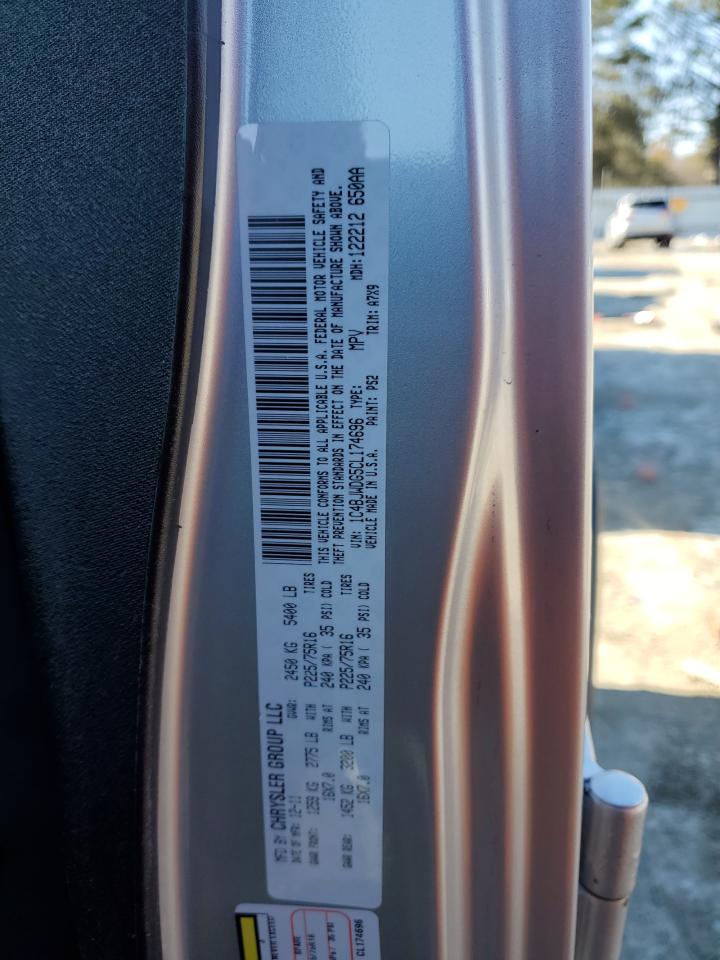 MFD BY CHRYSLER GROUP LLC
DATE OF MFR: 12-11 GVWR: 2450 KG 5400 LB
GAWR FRONT: 1259 KG 2775 LB WITH P225/75R16 TIRES
16X7.0 RIMS AT 240 KPA ( 35 PSI) COLD
GAWR REAR: 1452 KG 3200 LB WITH P225/75R16 TIRES
16X7.0 RIMS AT 240 KPA ( 35 PSI) COLD
THIS VEHICLE CONFORMS TO ALL APPLICABLE U.S.A. FEDERAL MOTOR VEHICLE SAFETY AND
THEFT PREVENTION STANDARDS IN EFFECT ON THE DATE OF MANUFACTURE SHOWN ABOVE.
VIN: 1C4BJWDG5CL174696 TYPE: MPV MDH:122212 650AA
VEHICLE MADE IN U.S.A. PAINT: PS2 TRIM: A7X9
SPARE
CL174696